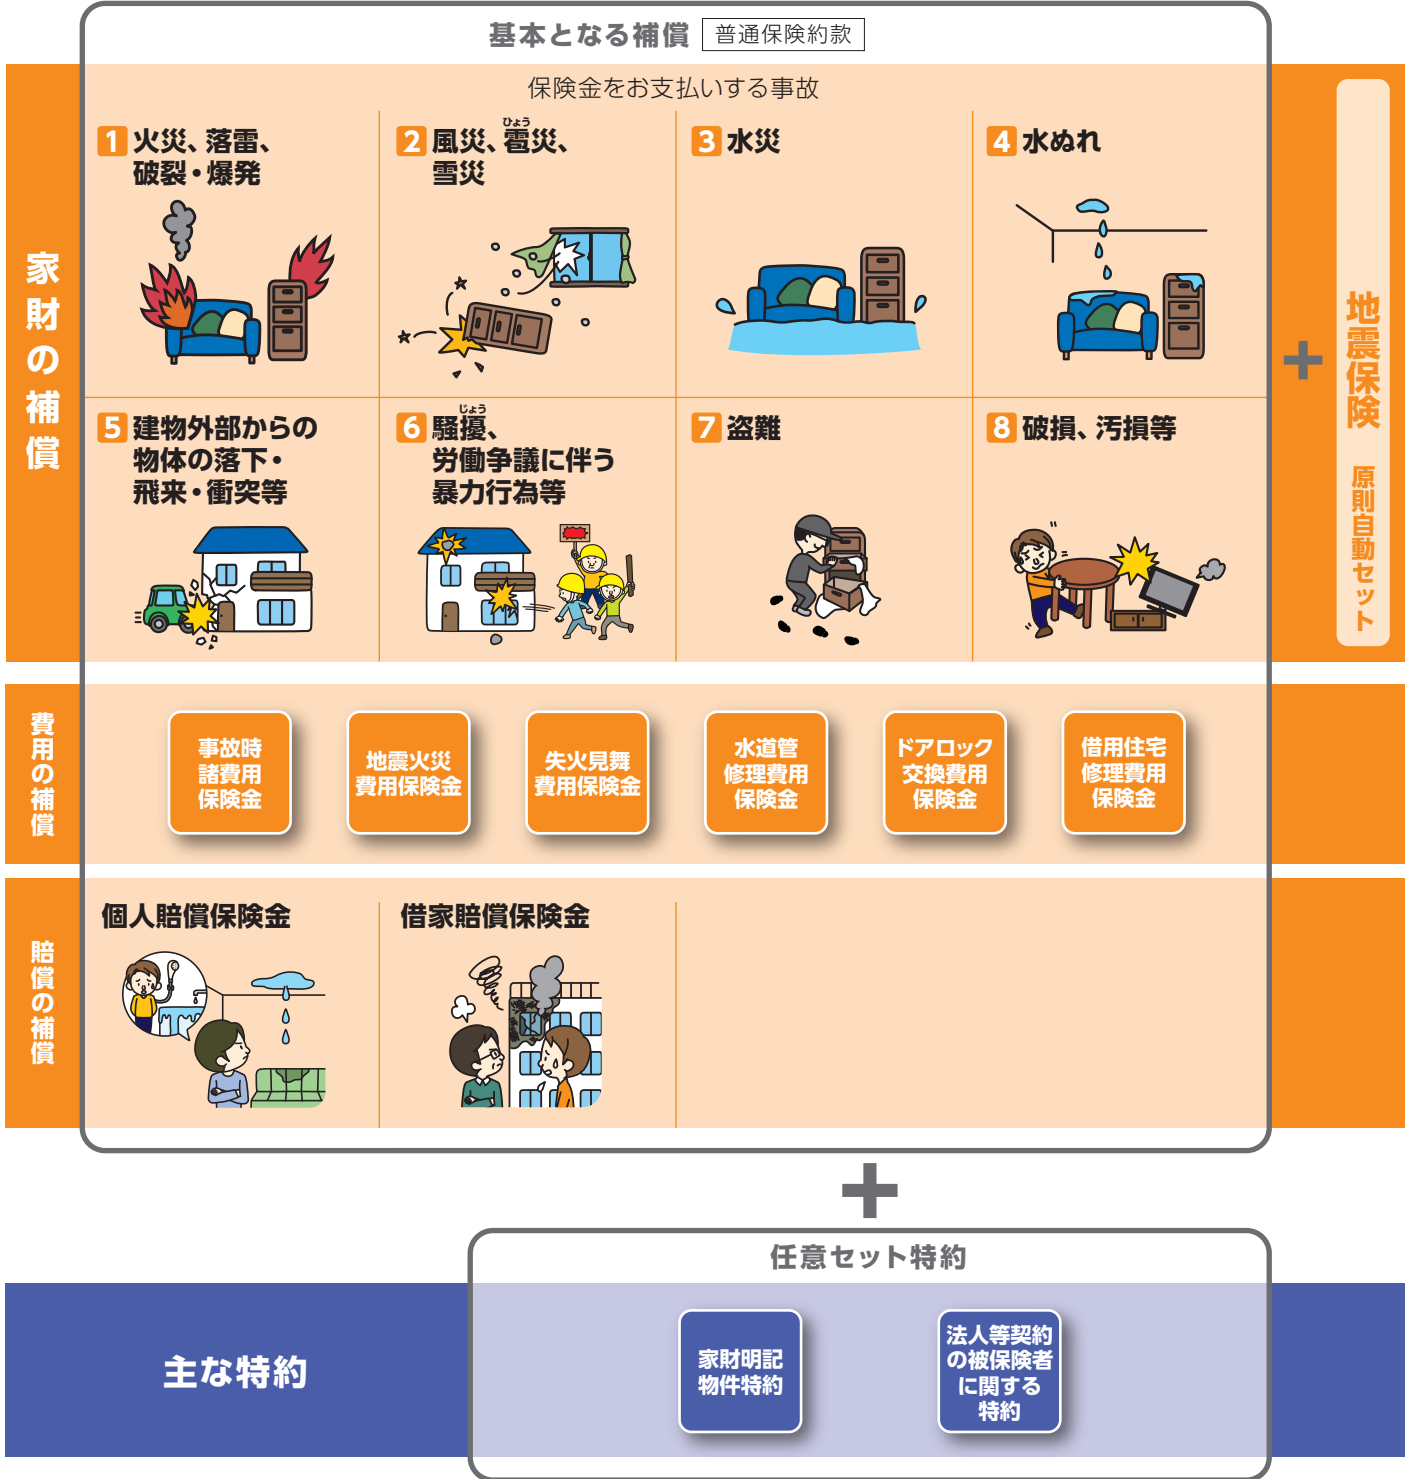 基本となる補償 普通保険約款
保険金をお支払いする事故
家財の補償
1 火災、落雷、
破裂・爆発
2 風災、雹災、
ひょう
雪災
3 水災
4 水ぬれ
5 建物外部からの
物体の落下・
飛来・衝突等
6 騒擾、
じょう
労働争議に伴う
暴力行為等
7 盗難
8 破損、汚損等
+
地震保険 原則自動セット
費用の補償
事故時
諸費用
保険金
地震火災
費用保険金
失火見舞
費用保険金
水道管
修理費用
保険金
ドアロック
交換費用
保険金
借用住宅
修理費用
保険金
賠償の補償
個人賠償保険金
借家賠償保険金
+
任意セット特約
主な特約
家財明記
物件特約
法人等契約
の被保険者
に関する
特約